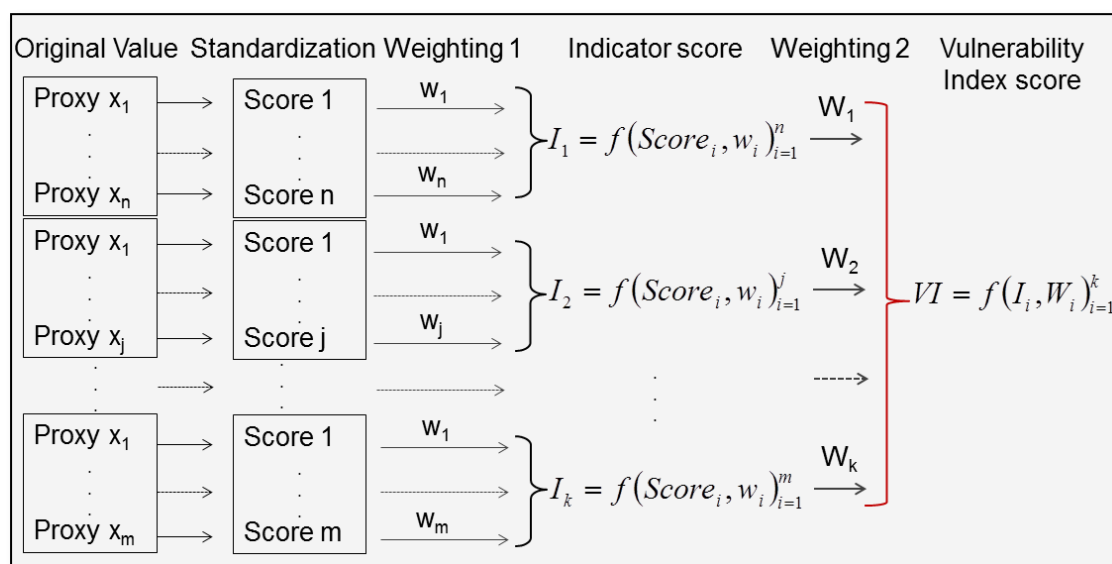 Original Value Standardization Weighting 1 Indicator score Weighting 2 Vulnerability
Index score
Proxy x₁ Score 1 w₁
W₁
I₁ = f(Scoreᵢ, wᵢ)ⁿᵢ₌₁
Proxy xₙ Score n wₙ
Proxy x₁ Score 1 w₁
W₂
I₂ = f(Scoreᵢ, wᵢ)ʲᵢ₌₁ VI = f(Iᵢ, Wᵢ)ᵏᵢ₌₁
Proxy xⱼ Score j wⱼ
Proxy x₁ Score 1 w₁
Wₖ
Iₖ = f(Scoreᵢ, wᵢ)ᵐᵢ₌₁
Proxy xₘ Score m wₘ